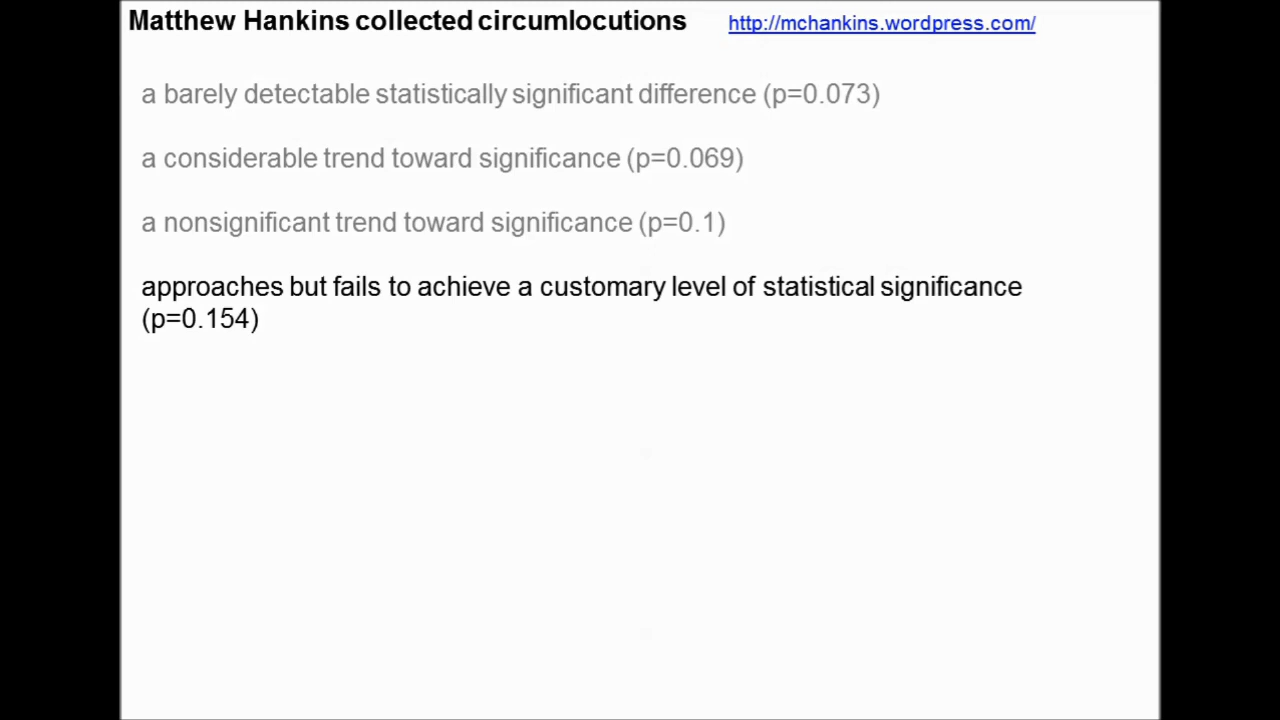 Matthew Hankins collected circumlocutions http://mchankins.wordpress.com/
a barely detectable statistically significant difference (p=0.073)
a considerable trend toward significance (p=0.069)
a nonsignificant trend toward significance (p=0.1)
approaches but fails to achieve a customary level of statistical significance
(p=0.154)